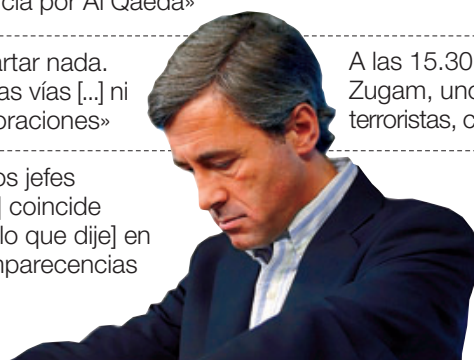 cia por Al Qaeda»
artar nada.
as vías [...] ni
oraciones»
os jefes
] coincide
lo que dije] en
nparecencias
A las 15.30
Zugam, uno
terroristas, c